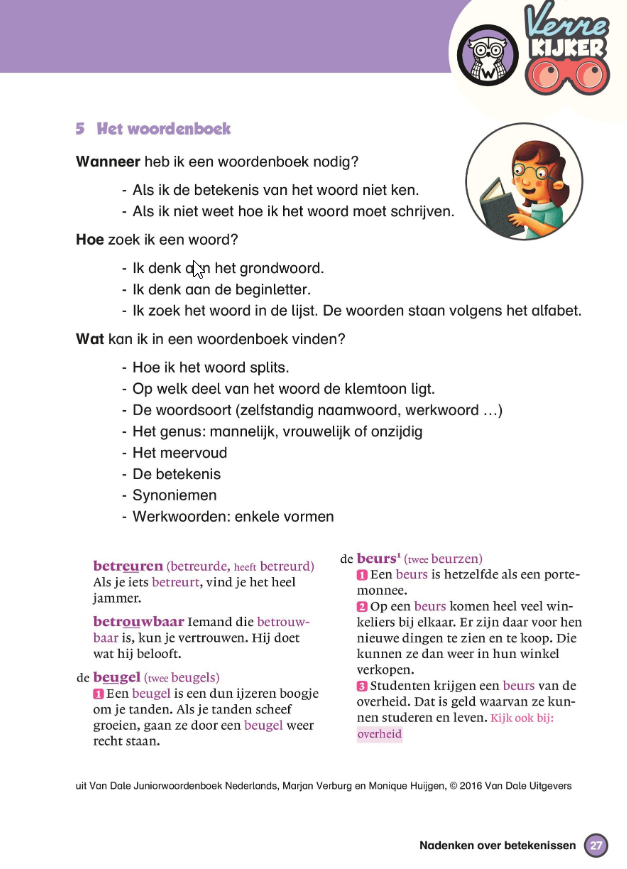 Verre
KIJKER
W
5 Het woordenboek
Wanneer heb ik een woordenboek nodig?
- Als ik de betekenis van het woord niet ken.
- Als ik niet weet hoe ik het woord moet schrijven.
Hoe zoek ik een woord?
- Ik denk aan het grondwoord.
- Ik denk aan de beginletter.
- Ik zoek het woord in de lijst. De woorden staan volgens het alfabet.
Wat kan ik in een woordenboek vinden?
- Hoe ik het woord splits.
- Op welk deel van het woord de klemtoon ligt.
- De woordsoort (zelfstandig naamwoord, werkwoord ...)
- Het genus: mannelijk, vrouwelijk of onzijdig
- Het meervoud
- De betekenis
- Synoniemen
- Werkwoorden: enkele vormen
betreuren (betreurde, heeft betreurd)
Als je iets betreurt, vind je het heel
jammer.
betrouwbaar Iemand die betrouw-
baar is, kun je vertrouwen. Hij doet
wat hij belooft.
de beugel (twee beugels)
1 Een beugel is een dun ijzeren boogje
om je tanden. Als je tanden scheef
groeien, gaan ze door een beugel weer
recht staan.
de beurs¹ (twee beurzen)
1 Een beurs is hetzelfde als een porte-
monnee.
2 Op een beurs komen heel veel win-
keliers bij elkaar. Er zijn daar voor hen
nieuwe dingen te zien en te koop. Die
kunnen ze dan weer in hun winkel
verkopen.
3 Studenten krijgen een beurs van de
overheid. Dat is geld waarvan ze kun-
nen studeren en leven. Kijk ook bij:
overheid
uit Van Dale Juniorwoordenboek Nederlands, Marjan Verburg en Monique Huijgen, © 2016 Van Dale Uitgevers
Nadenken over betekenissen 27